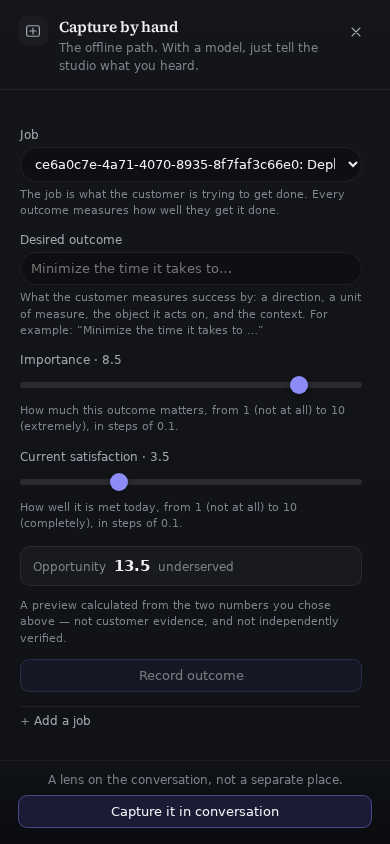 Capture by hand
The offline path. With a model, just tell the
studio what you heard.
Job
ce6a0c7e-4a71-4070-8935-8f7faf3c66e0: Depl
The job is what the customer is trying to get done. Every
outcome measures how well they get it done.
Desired outcome
Minimize the time it takes to…
What the customer measures success by: a direction, a unit
of measure, the object it acts on, and the context. For
example: “Minimize the time it takes to …”
Importance · 8.5
How much this outcome matters, from 1 (not at all) to 10
(extremely), in steps of 0.1.
Current satisfaction · 3.5
How well it is met today, from 1 (not at all) to 10
(completely), in steps of 0.1.
Opportunity 13.5 underserved
A preview calculated from the two numbers you chose
above — not customer evidence, and not independently
verified.
Record outcome
+ Add a job
A lens on the conversation, not a separate place.
Capture it in conversation